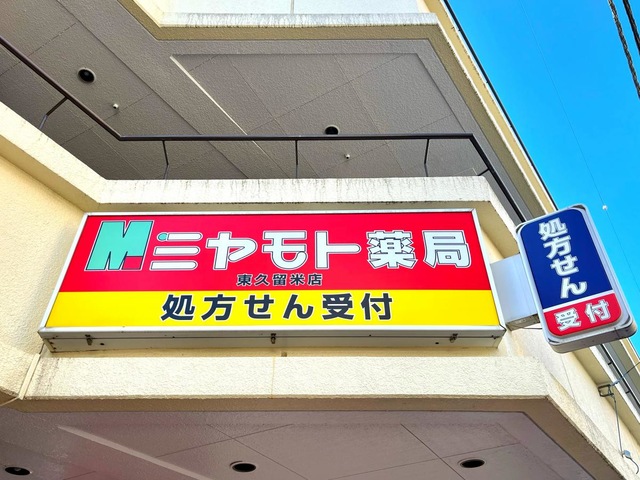 M ミヤモト薬局
東久留米店
処方せん受付
処方せん
受付